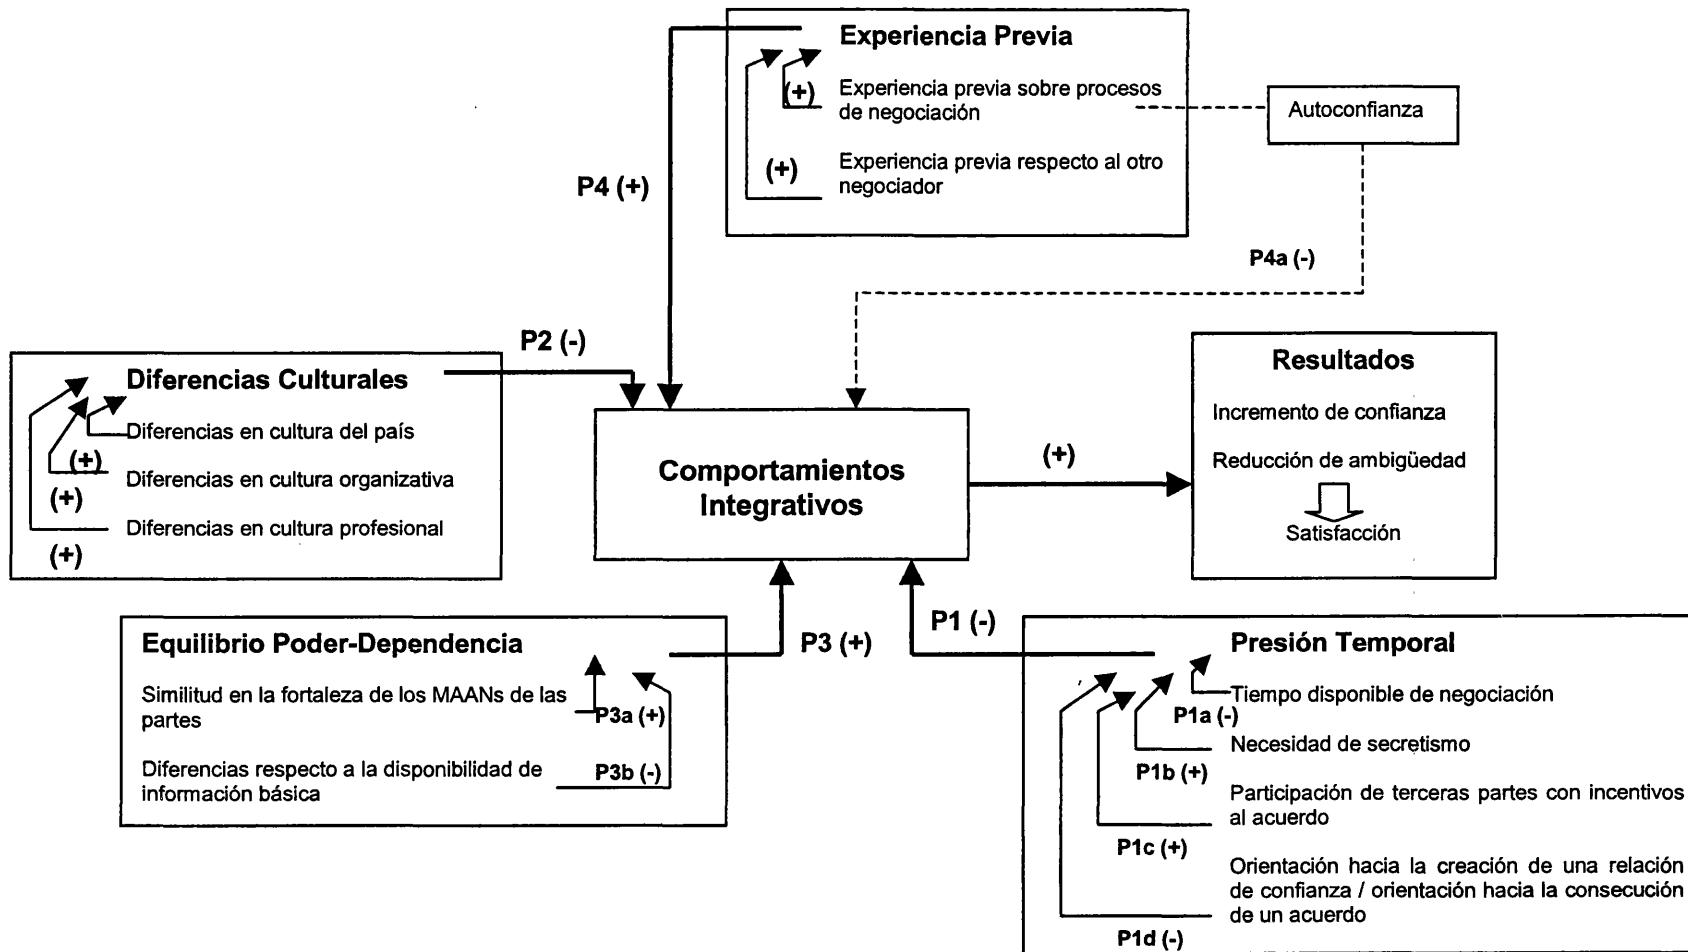 Experiencia Previa
(+)
Experiencia previa sobre procesos
de negociación
(+)
Experiencia previa respecto al otro
negociador
Autoconfianza
P4 (+)
P4a (-)
P2 (-)
Diferencias Culturales
Diferencias en cultura del país
(+)
Diferencias en cultura organizativa
(+)
Diferencias en cultura profesional
(+)
Comportamientos
Integrativos
(+)
Resultados
Incremento de confianza
Reducción de ambigüedad
Satisfacción
Equilibrio Poder-Dependencia
Similitud en la fortaleza de los MAANs de las
partes
P3a (+)
Diferencias respecto a la disponibilidad de
información básica
P3b (-)
P3 (+)
P1 (-)
Presión Temporal
Tiempo disponible de negociación
P1a (-)
Necesidad de secretismo
P1b (+)
Participación de terceras partes con incentivos
al acuerdo
P1c (+)
Orientación hacia la creación de una relación
de confianza / orientación hacia la consecución
de un acuerdo
P1d (-)